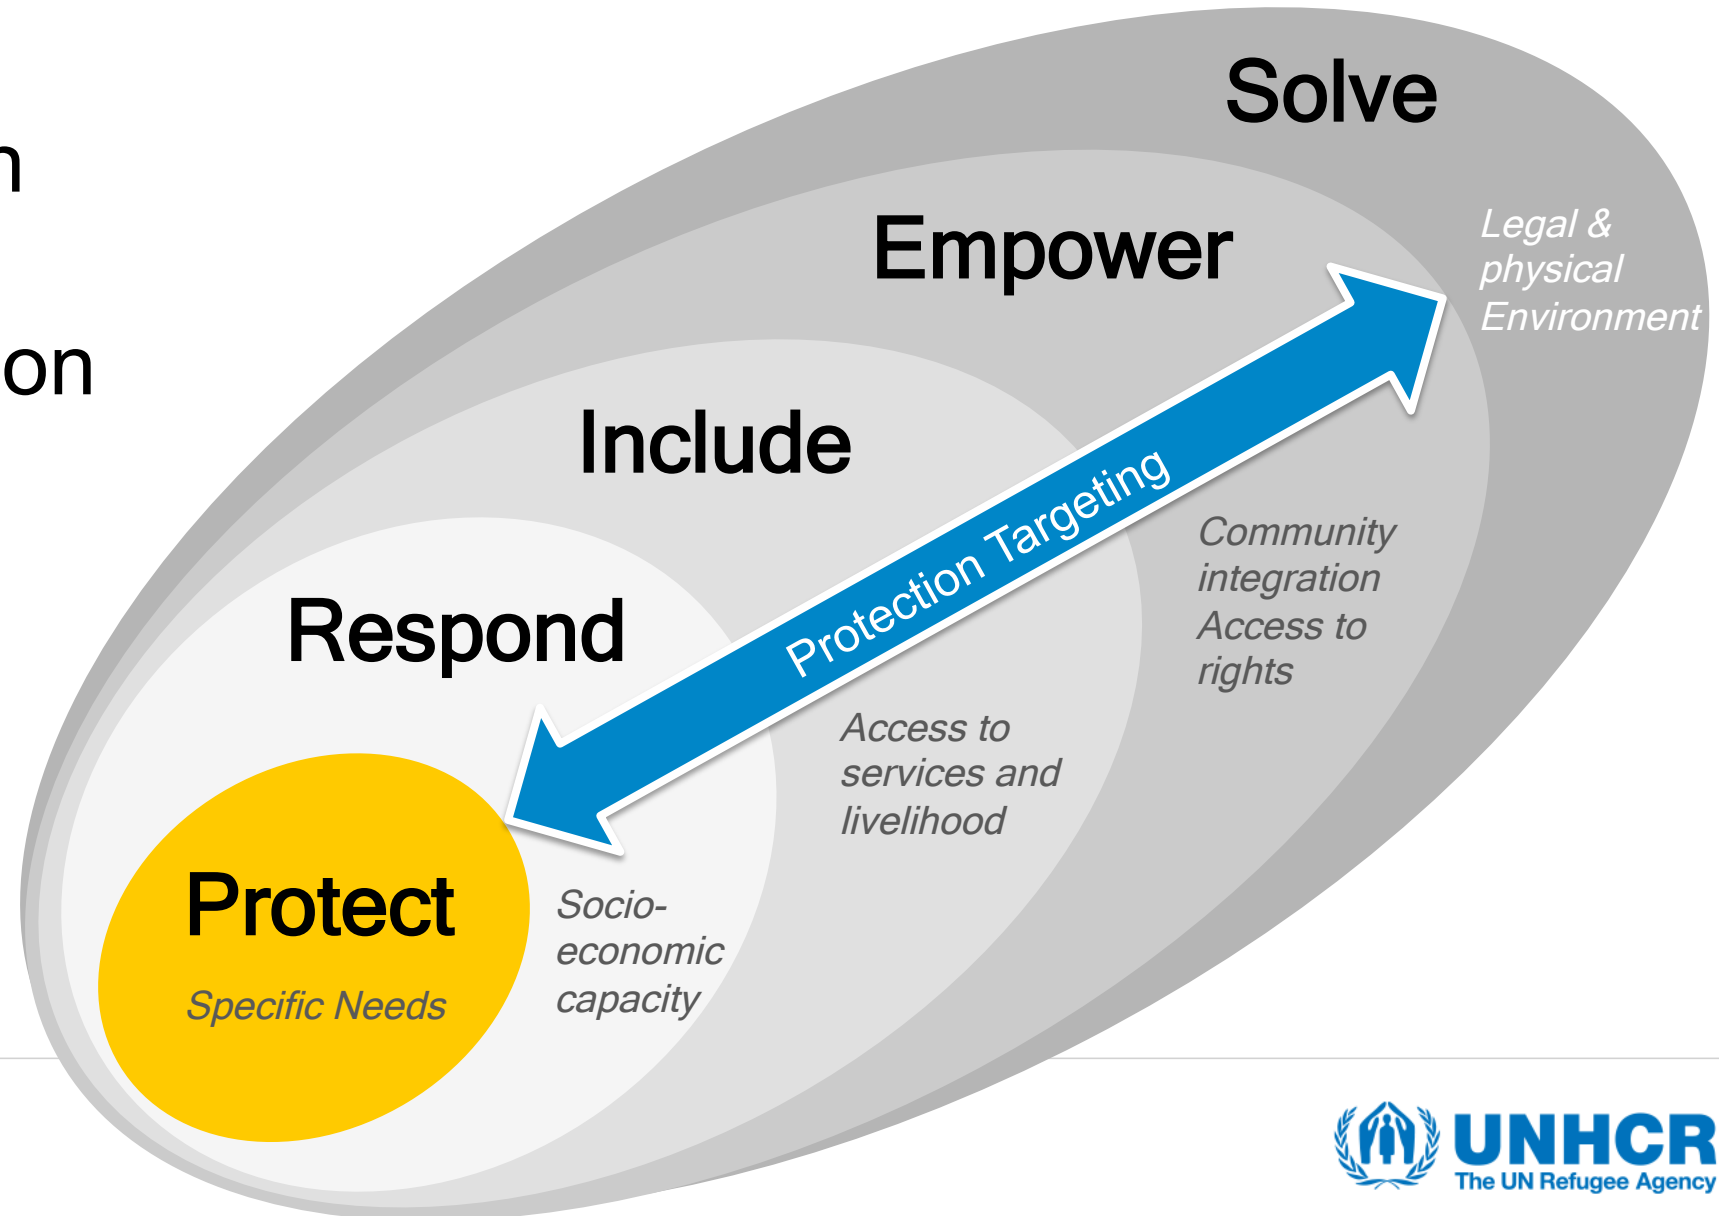 Solve
Legal &
physical
Environment
Empower
Community
integration
Access to
rights
Include
Access to
services and
livelihood
Protection Targeting
Respond
Socio-
economic
capacity
Protect
Specific Needs
UNHCR
The UN Refugee Agency